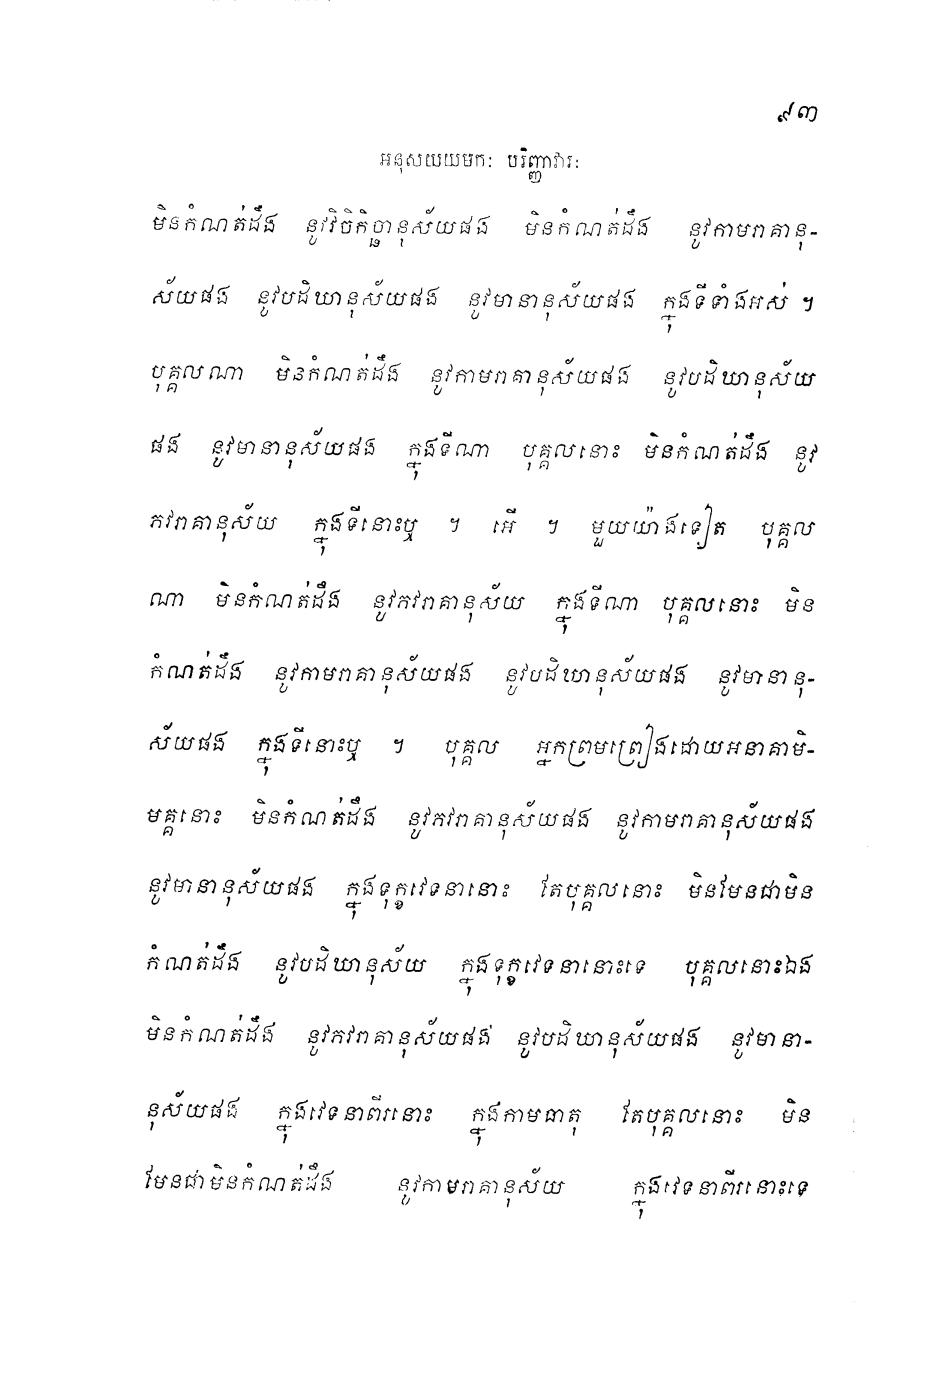 ៩៣
អនុសយយមកៈ បរិញ្ញាវារៈ
មិនកំណត់ដឹង នូវវិចិកិច្ឆានុស័យផង មិនកំណត់ដឹង នូវកាមរាគានុ-
ស័យផង នូវបដិឃានុស័យផង នូវមានានុស័យផង ក្នុងទីទាំងអស់ ។
បុគ្គលណា មិនកំណត់ដឹង នូវកាមរាគានុស័យផង នូវបដិឃានុស័យ
ផង នូវមានានុស័យផង ក្នុងទីណា បុគ្គលនោះ មិនកំណត់ដឹង នូវ
ភវរាគានុស័យ ក្នុងទីនោះឬ ។ អើ ។ មួយយ៉ាងទៀត បុគ្គល
ណា មិនកំណត់ដឹង នូវភវរាគានុស័យ ក្នុងទីណា បុគ្គលនោះ មិន
កំណត់ដឹង នូវកាមរាគានុស័យផង នូវបដិឃានុស័យផង នូវមានានុ-
ស័យផង ក្នុងទីនោះឬ ។ បុគ្គល អ្នកព្រមព្រៀងដោយអនាគាមិ-
មគ្គនោះ មិនកំណត់ដឹង នូវភវរាគានុស័យផង នូវកាមរាគានុស័យផង
នូវមានានុស័យផង ក្នុងទុក្ខវេទនានោះ តែបុគ្គលនោះ មិនមែនជាមិន
កំណត់ដឹង នូវបដិឃានុស័យ ក្នុងទុក្ខវេទនានោះទេ បុគ្គលនោះឯង
មិនកំណត់ដឹង នូវភវរាគានុស័យផង នូវបដិឃានុស័យផង នូវមានា-
នុស័យផង ក្នុងវេទនាពីរនោះ ក្នុងកាមធាតុ តែបុគ្គលនោះ មិន
មែនជាមិនកំណត់ដឹង នូវកាមរាគានុស័យ ក្នុងវេទនាពីរនោះទេ